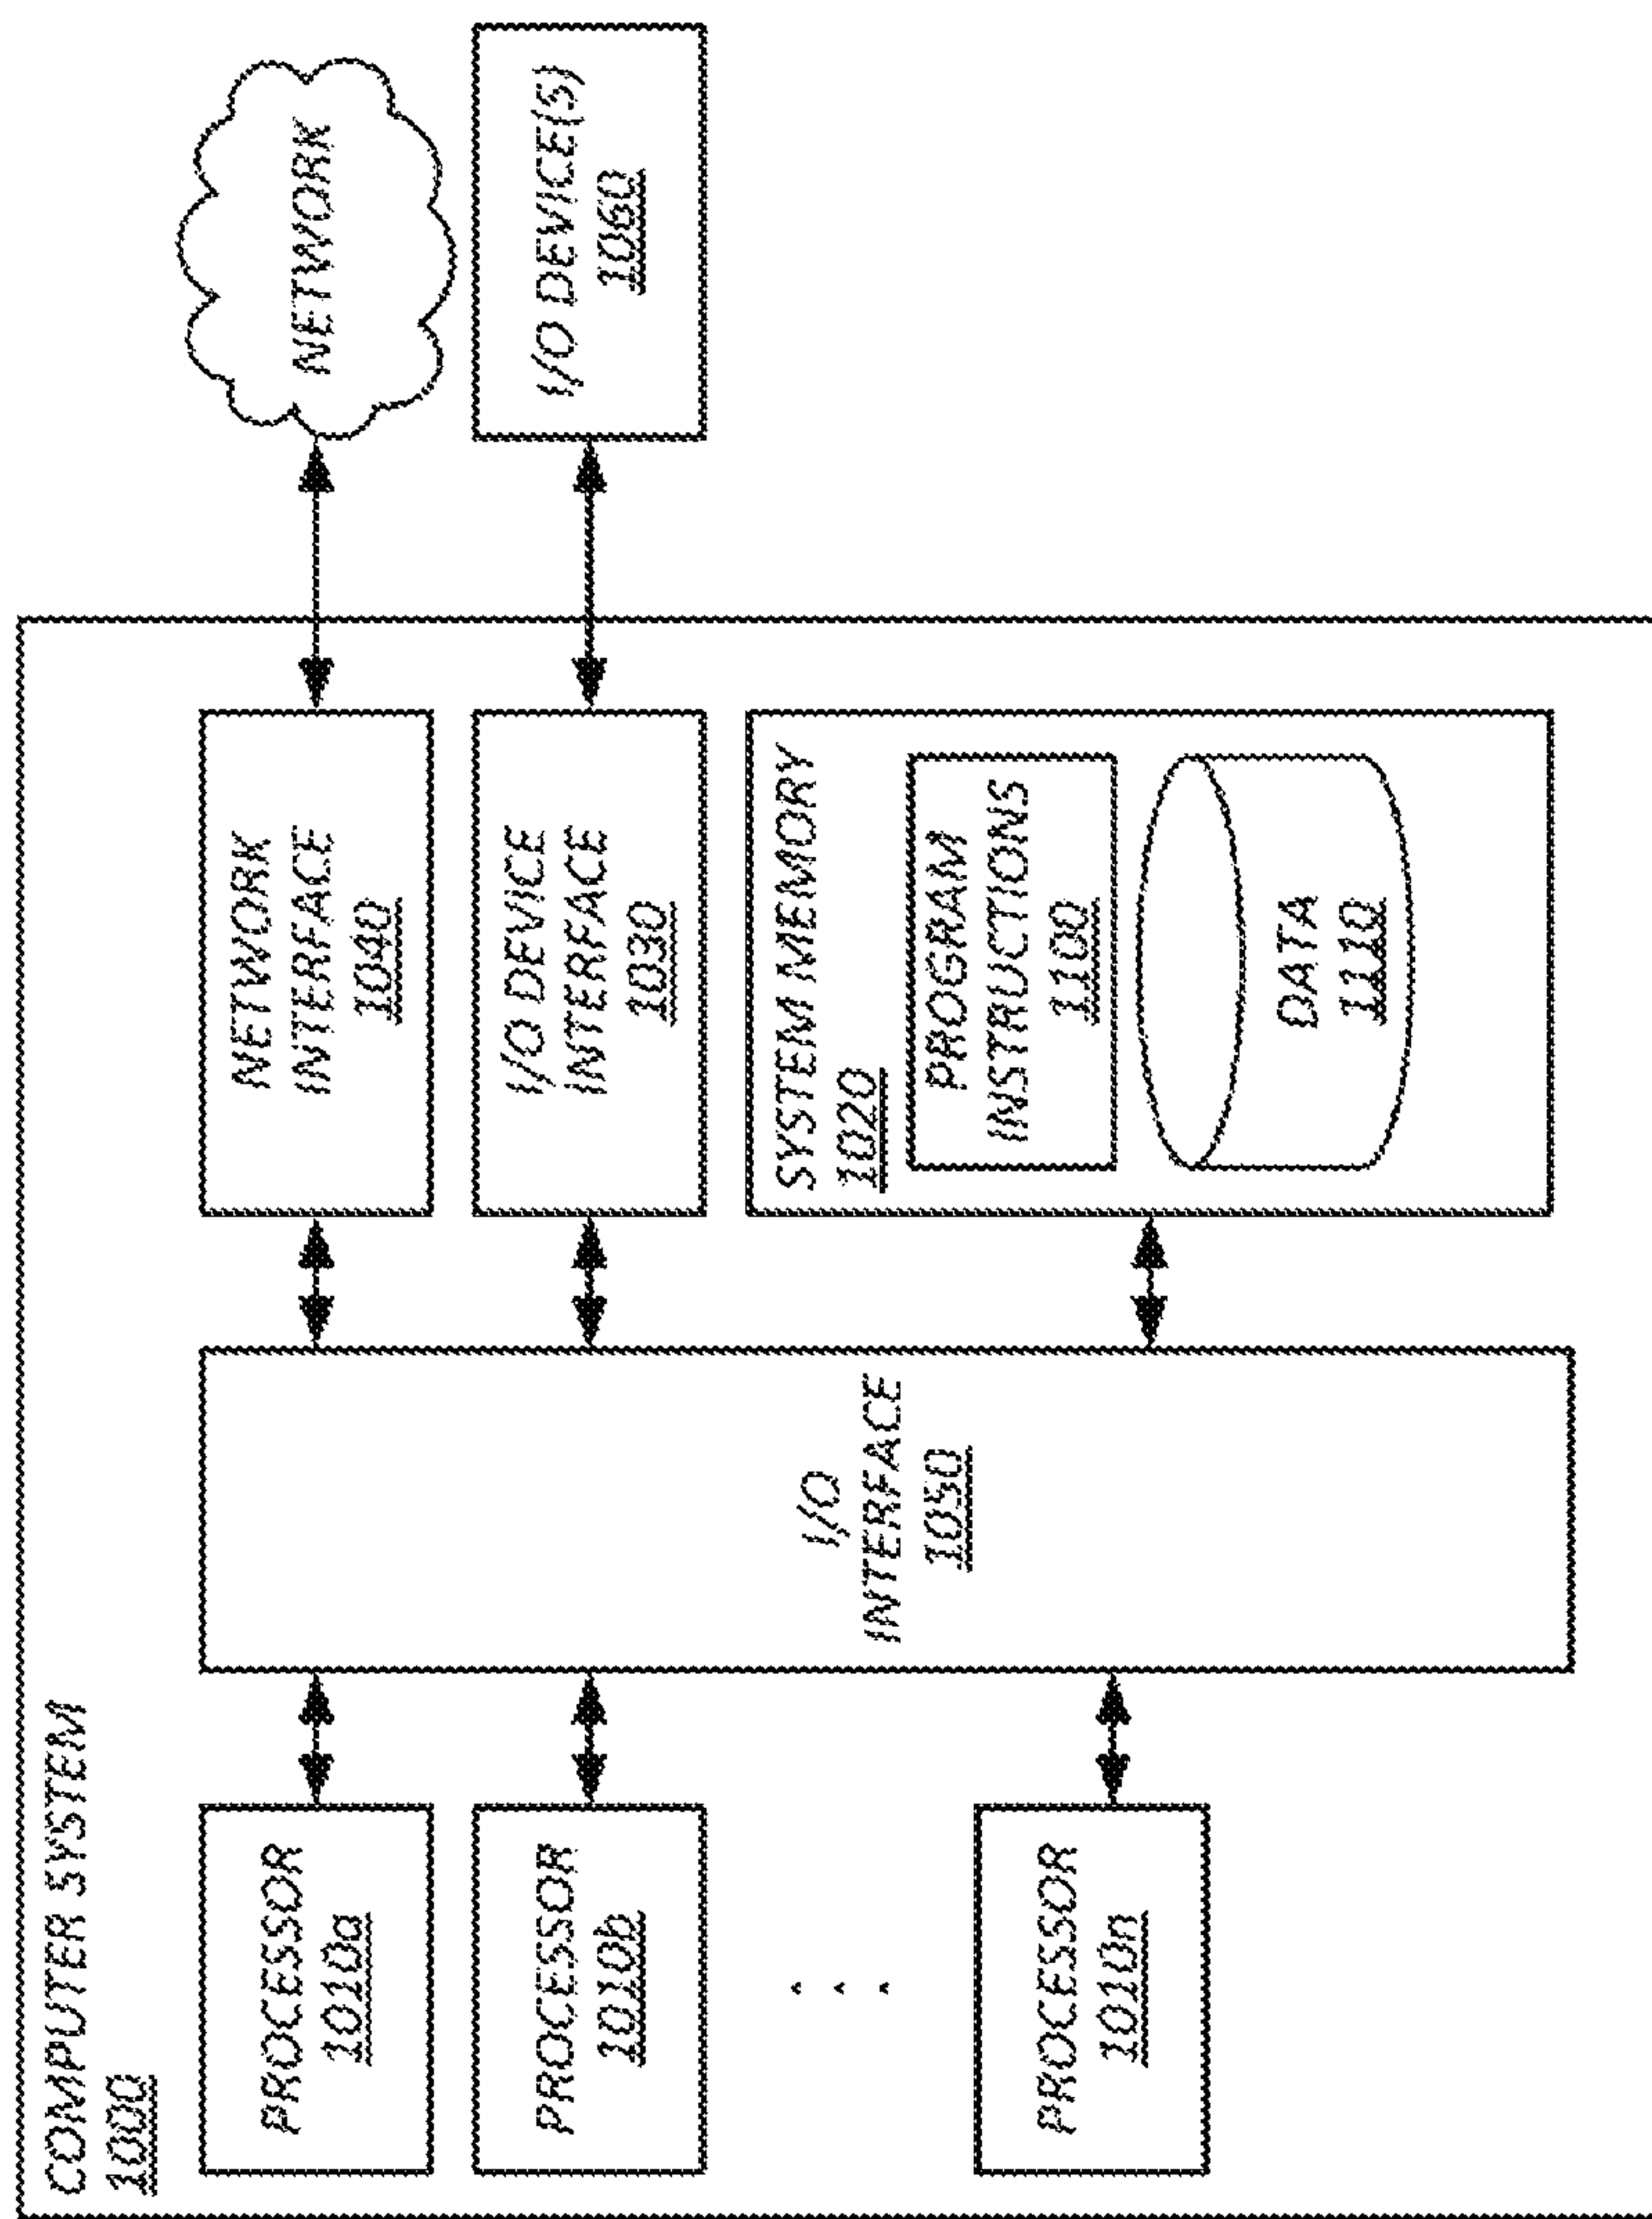 COMPUTER SYSTEM
1000
PROCESSOR
1010a
PROCESSOR
1010b
. . .
PROCESSOR
1010n
I/O
INTERFACE
1050
NETWORK
INTERFACE
1040
I/O DEVICE
INTERFACE
1030
SYSTEM MEMORY
1020
PROGRAM
INSTRUCTIONS
1100
DATA
1110
NETWORK
I/O DEVICE(S)
1060